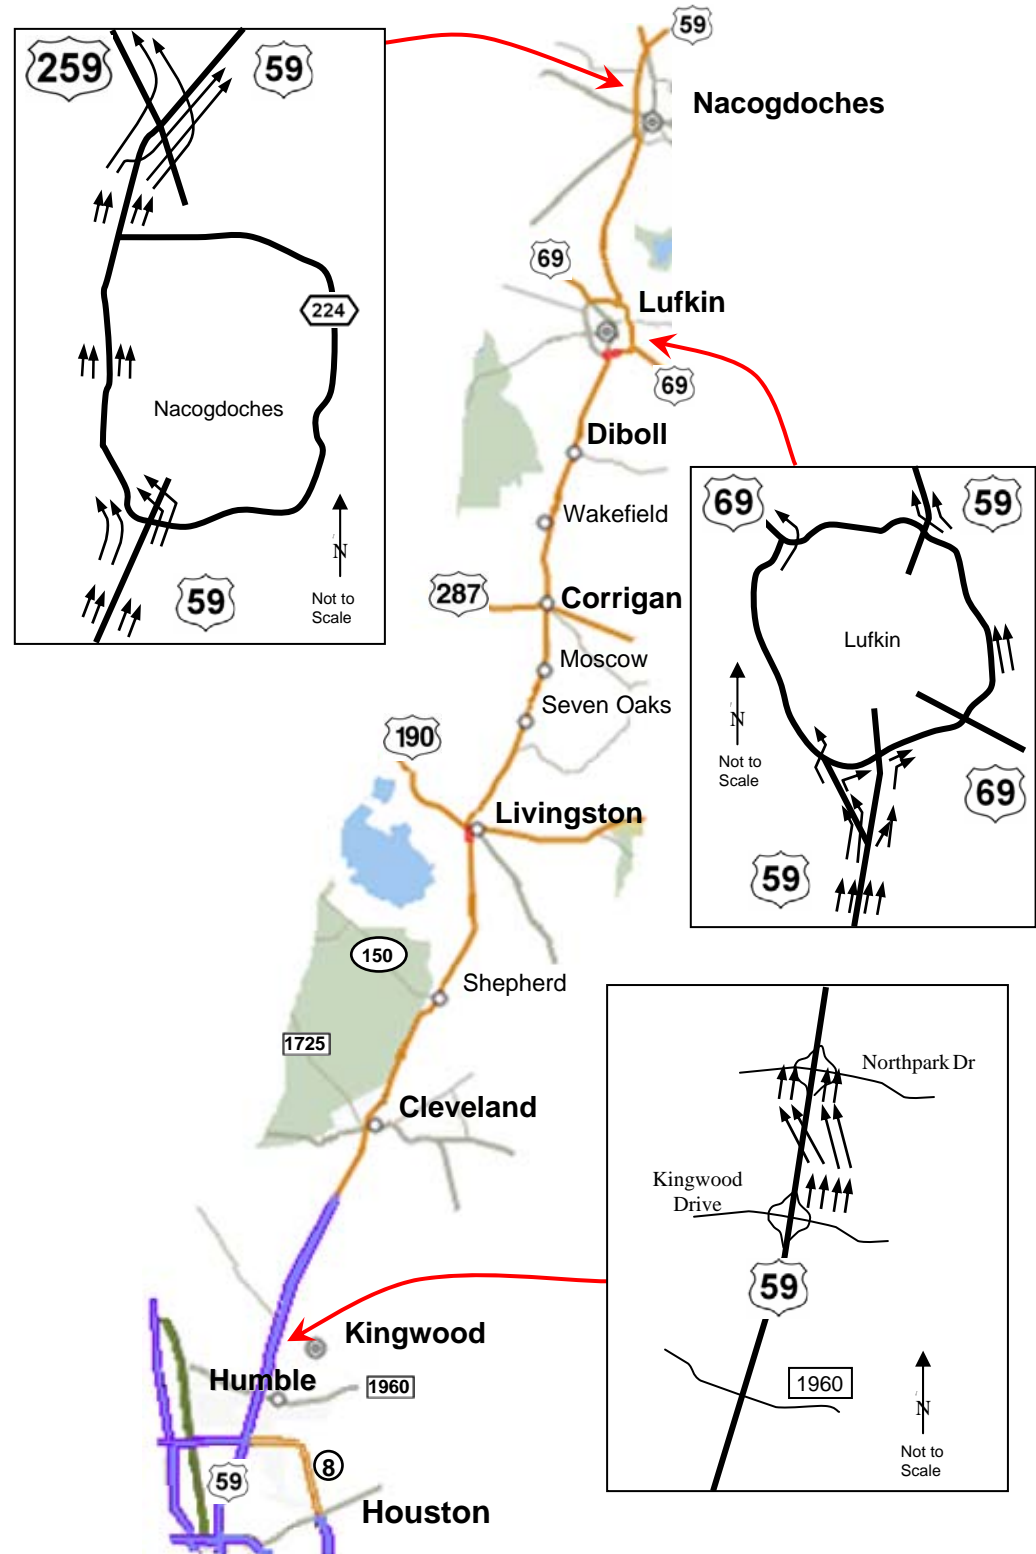 259
59
224
Nacogdoches
59
N
Not to
Scale
59
Nacogdoches
69
Lufkin
69
Diboll
Wakefield
287
Corrigan
Moscow
Seven Oaks
190
Livingston
150
Shepherd
1725
Cleveland
Kingwood
Humble
1960
59
8
Houston
69
59
Lufkin
N
Not to
Scale
69
59
Northpark Dr
Kingwood
Drive
59
1960
N
Not to
Scale